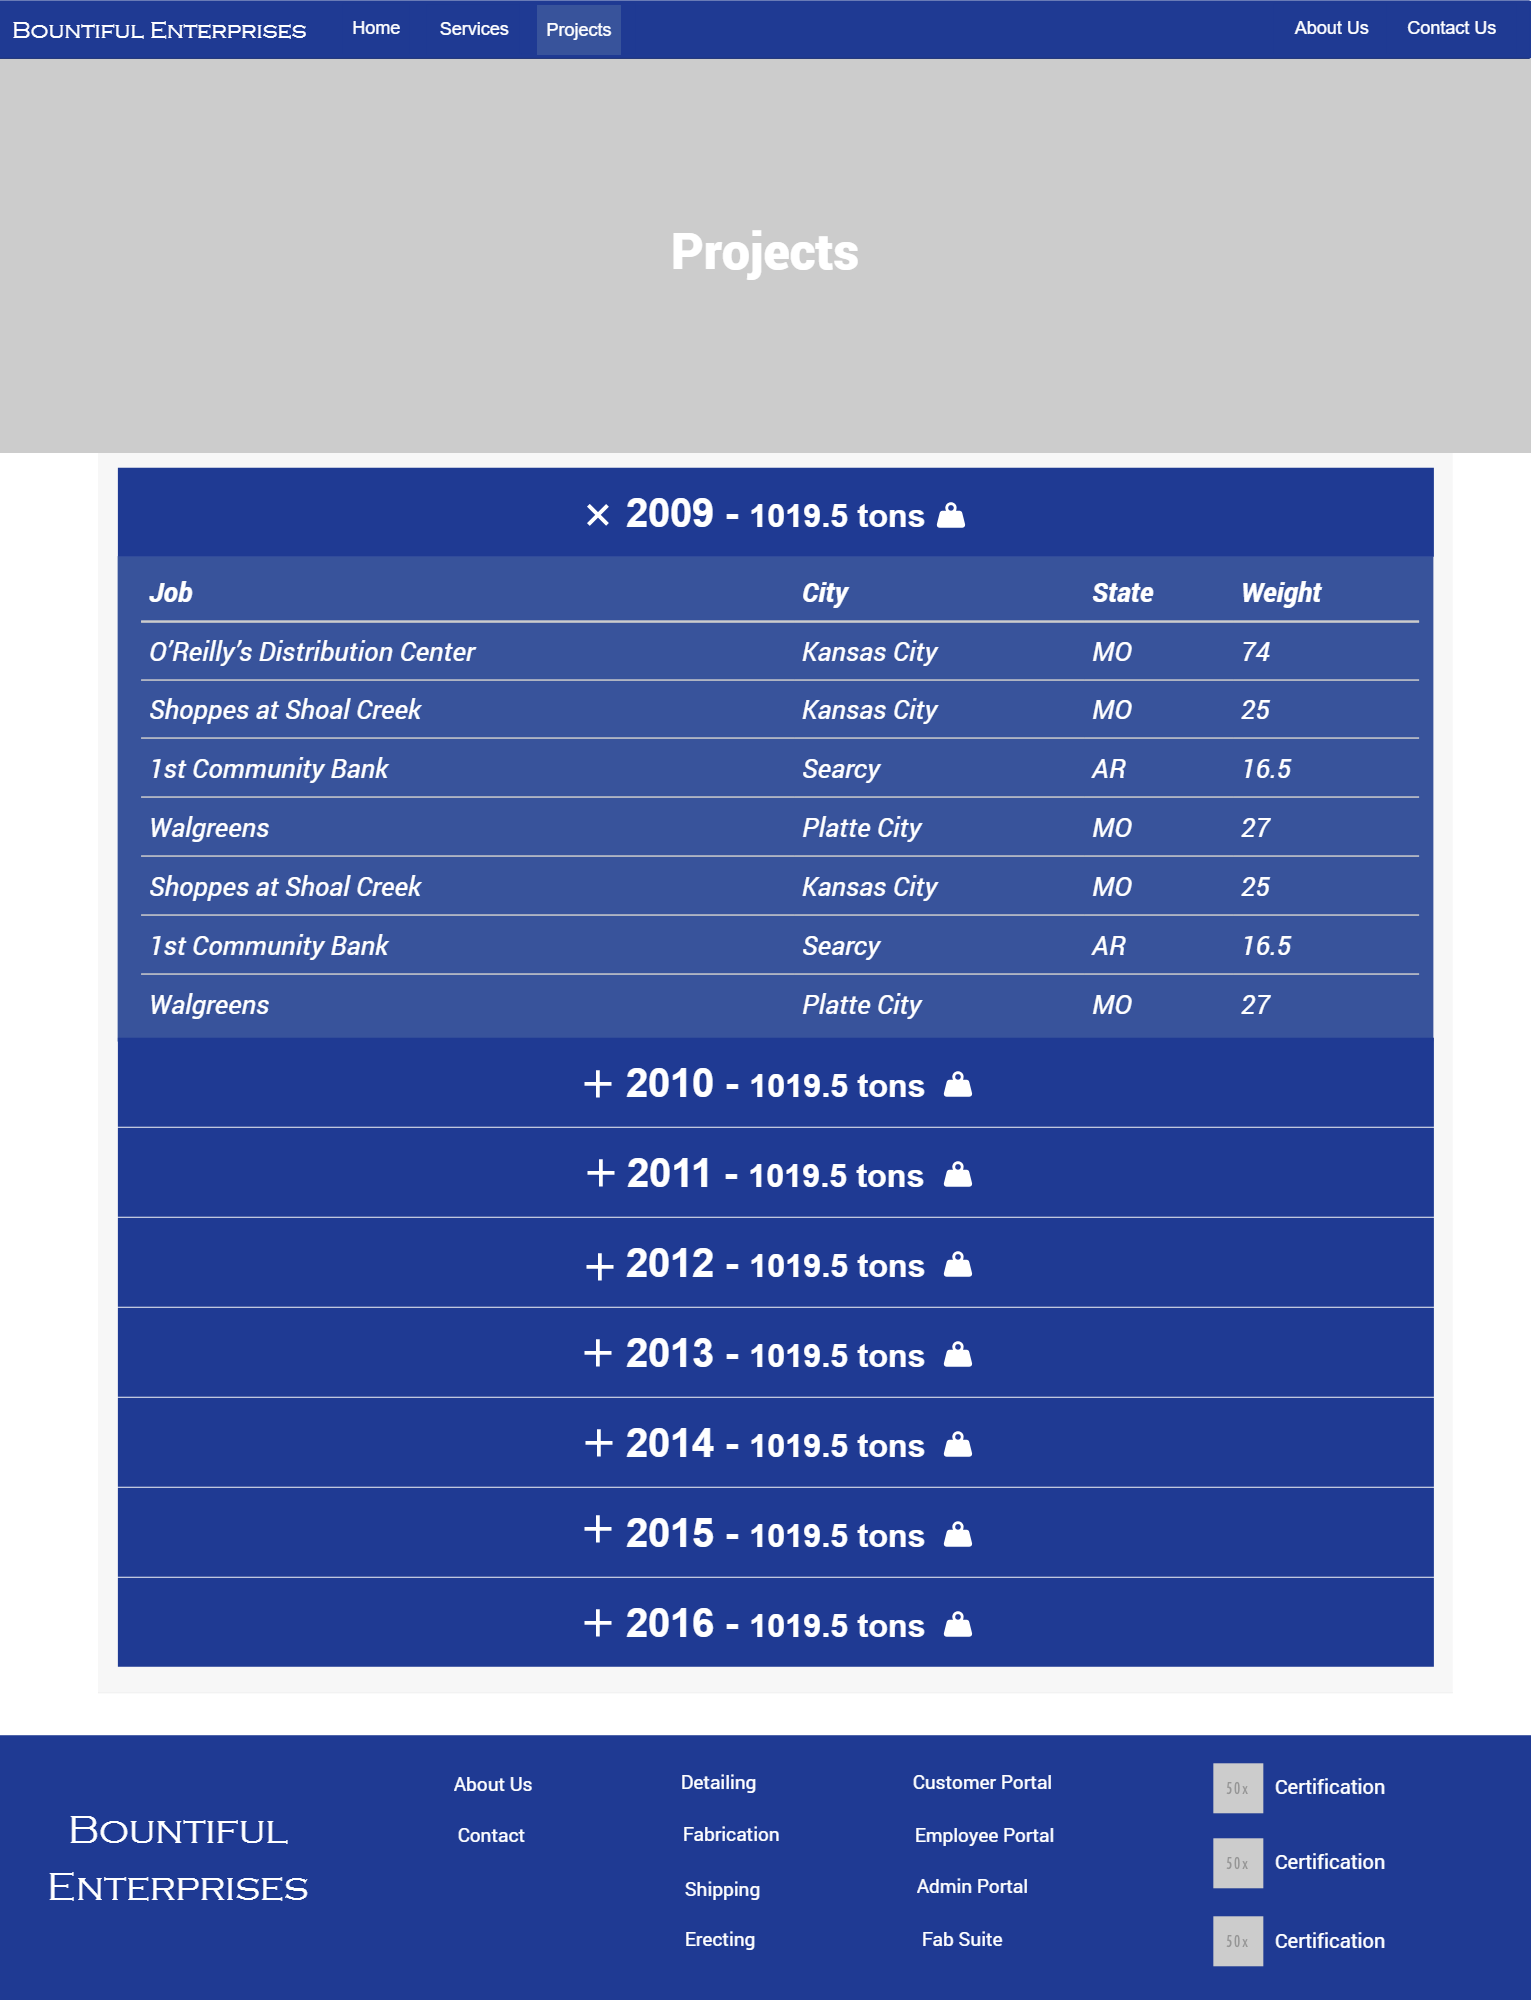 Bountiful Enterprises Home Services Projects About Us Contact Us
Projects
× 2009 - 1019.5 tons
Job City State Weight
O’Reilly’s Distribution Center Kansas City MO 74
Shoppes at Shoal Creek Kansas City MO 25
1st Community Bank Searcy AR 16.5
Walgreens Platte City MO 27
Shoppes at Shoal Creek Kansas City MO 25
1st Community Bank Searcy AR 16.5
Walgreens Platte City MO 27
+ 2010 - 1019.5 tons
+ 2011 - 1019.5 tons
+ 2012 - 1019.5 tons
+ 2013 - 1019.5 tons
+ 2014 - 1019.5 tons
+ 2015 - 1019.5 tons
+ 2016 - 1019.5 tons
Bountiful
Enterprises
About Us
Contact
Detailing
Fabrication
Shipping
Erecting
Customer Portal
Employee Portal
Admin Portal
Fab Suite
50x Certification
50x Certification
50x Certification